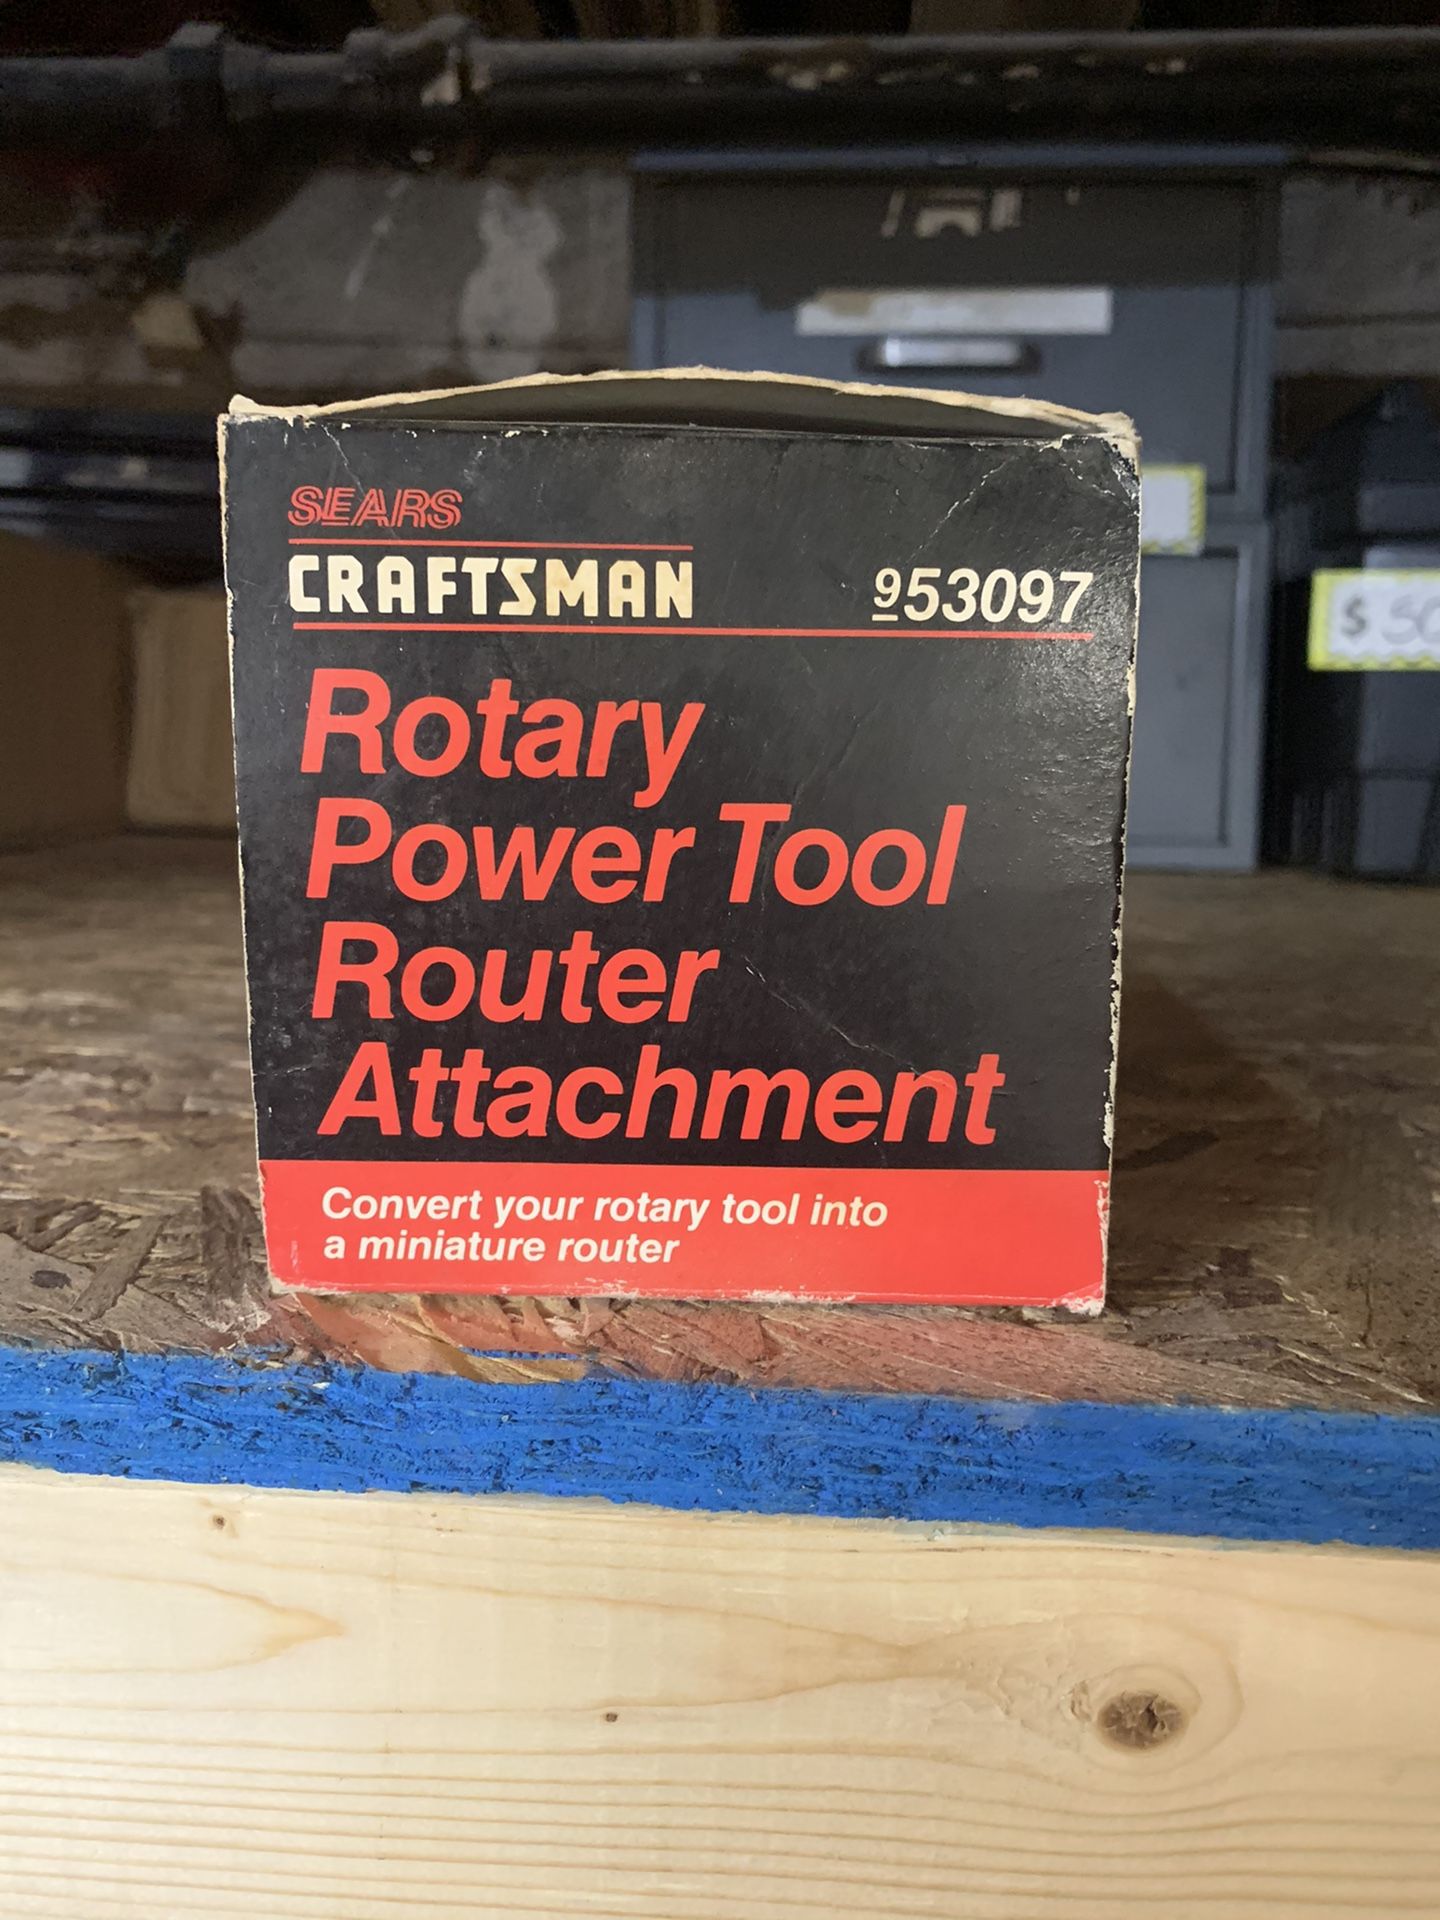 SEARS
CRAFTSMAN 953097
Rotary
Power Tool
Router
Attachment
Convert your rotary tool into
a miniature router
$